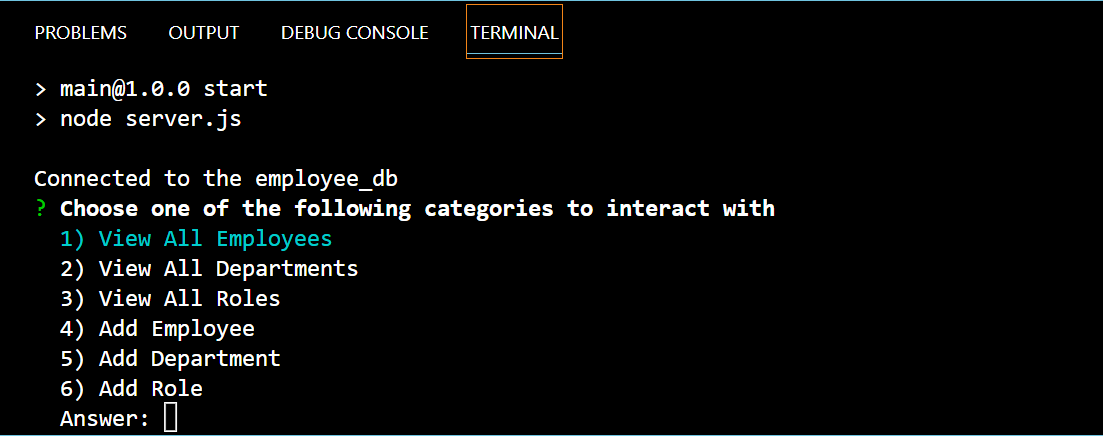 PROBLEMS OUTPUT DEBUG CONSOLE TERMINAL
> main@1.0.0 start
> node server.js
Connected to the employee_db
? Choose one of the following categories to interact with
1) View All Employees
2) View All Departments
3) View All Roles
4) Add Employee
5) Add Department
6) Add Role
Answer: